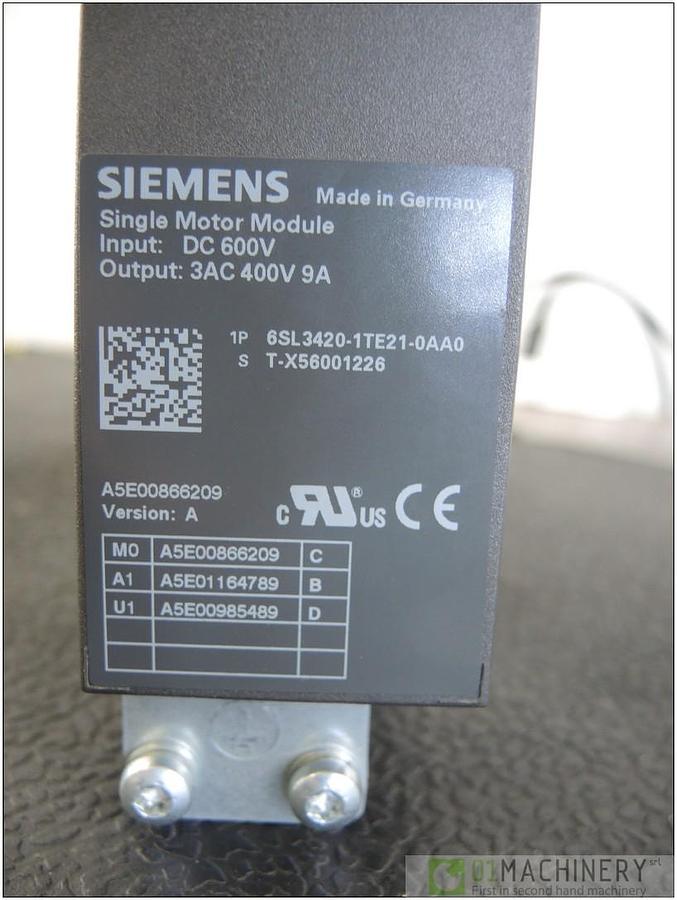 SIEMENS Made in Germany
Single Motor Module
Input: DC 600V
Output: 3AC 400V 9A
1P 6SL3420-1TE21-0AA0
S T-X56001226
A5E00866209
Version: A
c RU ® US CE
M0 A5E00866209 C
A1 A5E01164789 B
U1 A5E00985489 D
01MACHINERY srl
First in second hand machinery